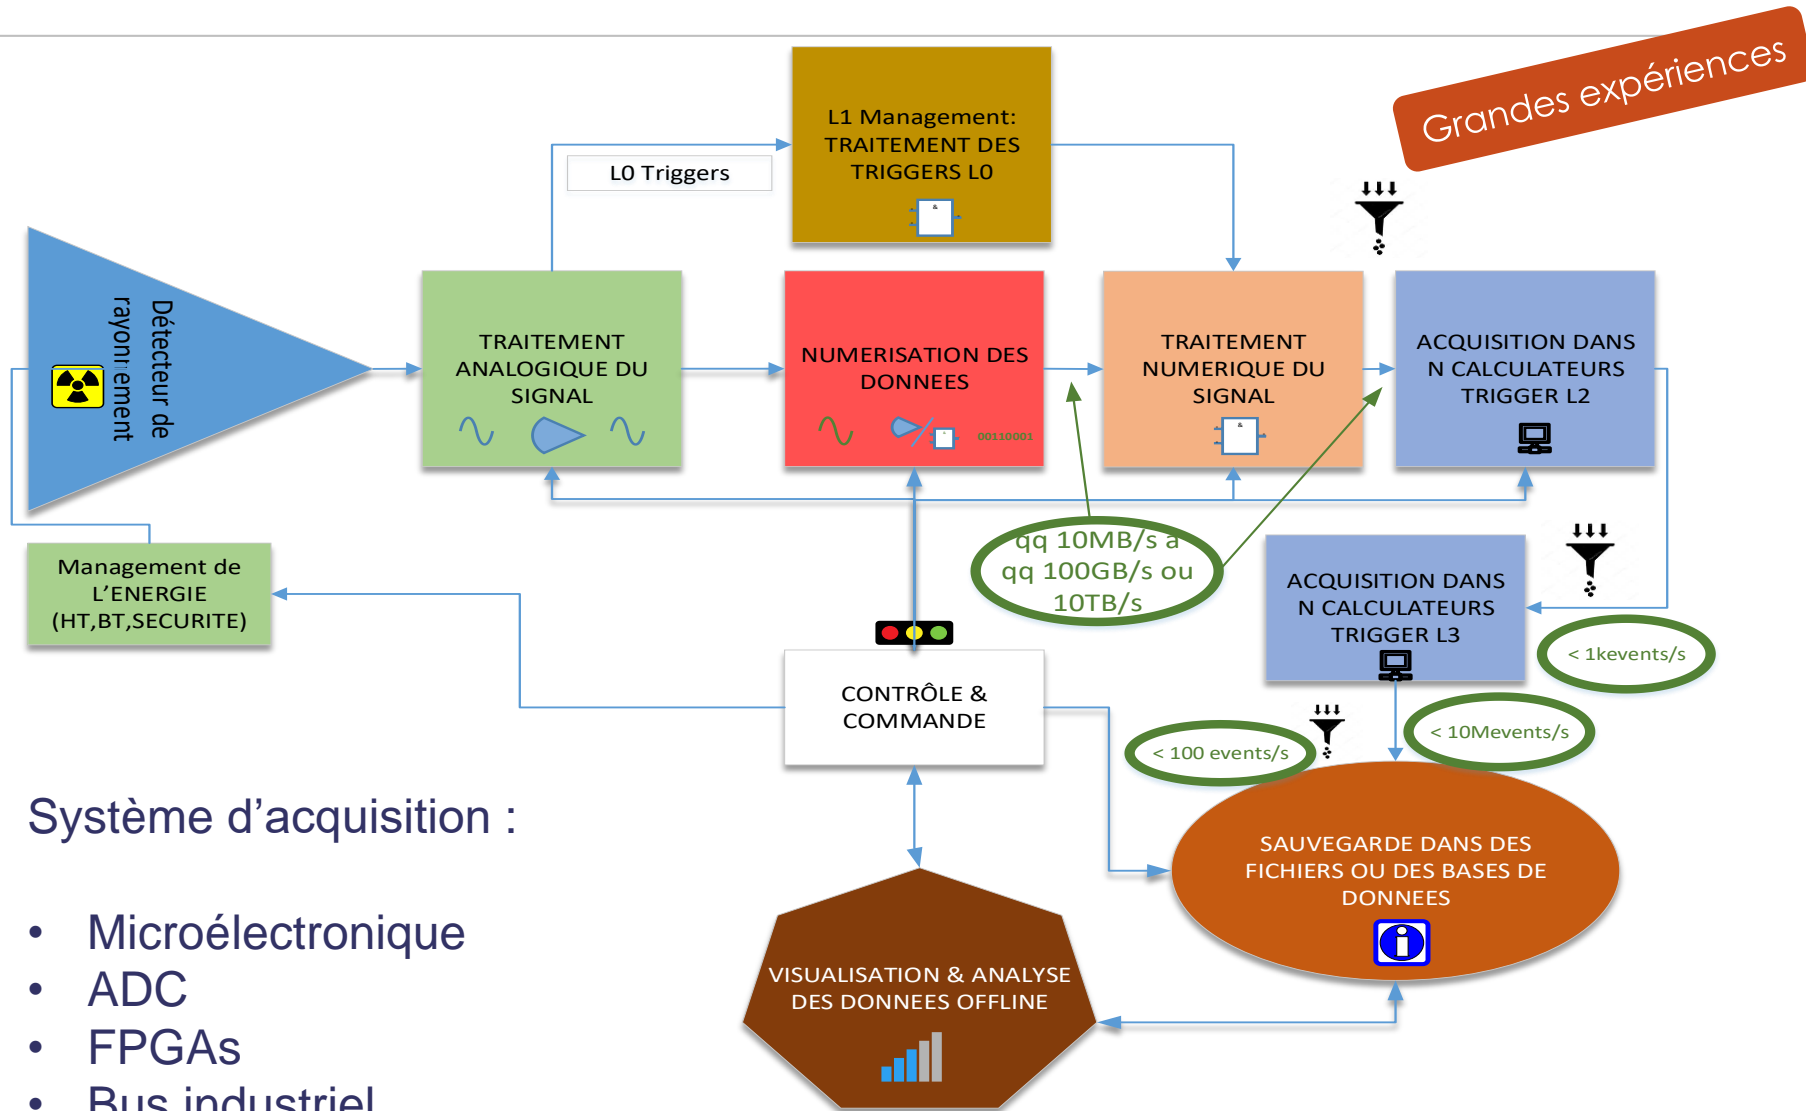 Grandes expériences
L1 Management:
TRAITEMENT DES
TRIGGERS L0
&
L0 Triggers
Détecteur de
rayonnement
TRAITEMENT
ANALOGIQUE DU
SIGNAL
NUMERISATION DES
DONNEES
00110001
TRAITEMENT
NUMERIQUE DU
SIGNAL
&
ACQUISITION DANS
N CALCULATEURS
TRIGGER L2
Management de
L’ENERGIE
(HT,BT,SECURITE)
qq 10MB/s a
qq 100GB/s ou
10TB/s
ACQUISITION DANS
N CALCULATEURS
TRIGGER L3
< 1kevents/s
CONTRÔLE &
COMMANDE
< 100 events/s
< 10Mevents/s
SAUVEGARDE DANS DES
FICHIERS OU DES BASES DE
DONNEES
i
VISUALISATION & ANALYSE
DES DONNEES OFFLINE
Système d’acquisition :
• Microélectronique
• ADC
• FPGAs
• Bus industriel